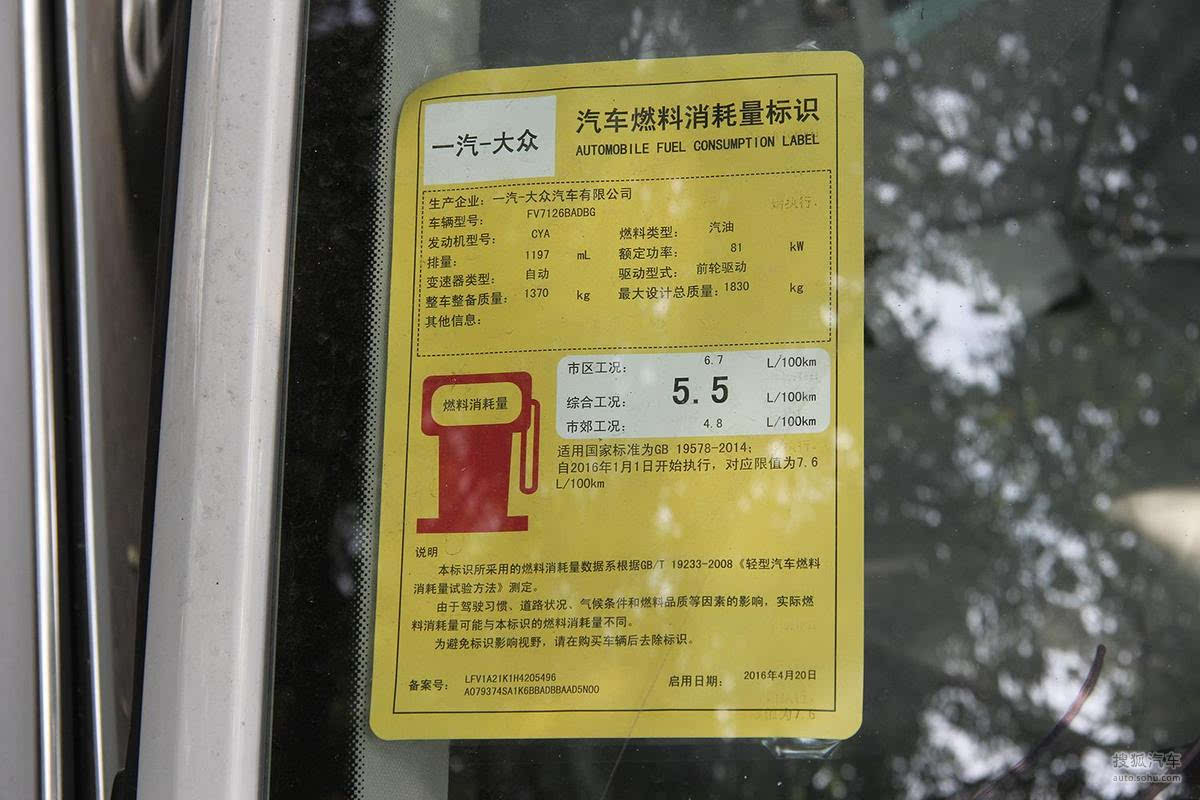 一汽-大众
汽车燃料消耗量标识
AUTOMOBILE FUEL CONSUMPTION LABEL
生产企业: 一汽-大众汽车有限公司
车辆型号: FV7126BADBG
发动机型号: CYA 燃料类型: 汽油
排量: 1197 mL 额定功率: 81 kW
变速器类型: 自动 驱动型式: 前轮驱动
整车整备质量: 1370 kg 最大设计总质量: 1830 kg
其他信息:
燃料消耗量
市区工况: 6.7 L/100km
综合工况: 5.5 L/100km
市郊工况: 4.8 L/100km
适用国家标准为GB 19578-2014;
自2016年1月1日开始执行, 对应限值为7.6
L/100km
说明
本标识所采用的燃料消耗量数据系根据GB/T 19233-2008《轻型汽车燃料
消耗量试验方法》测定。
由于驾驶习惯、道路状况、气候条件和燃料品质等因素的影响, 实际燃
料消耗量可能与本标识的燃料消耗量不同。
为避免标识影响视野, 请在购买车辆后去除标识。
备案号: LFV1A21K1H4205496
A079374SA1K6BBADBBAAD5N00
启用日期: 2016年4月20日
搜狐汽车
auto.sohu.com